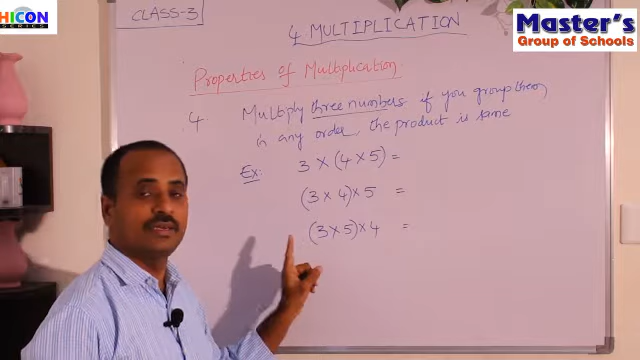 HICON
SERIES
CLASS-3
Master's
Group of Schools
4 MULTIPLICATION
Properties of Multiplication.
4 Multiply three numbers if you group them
in any order, the product is same
Ex: 3 × (4 × 5) =
(3 × 4) × 5 =
(3 × 5) × 4 =